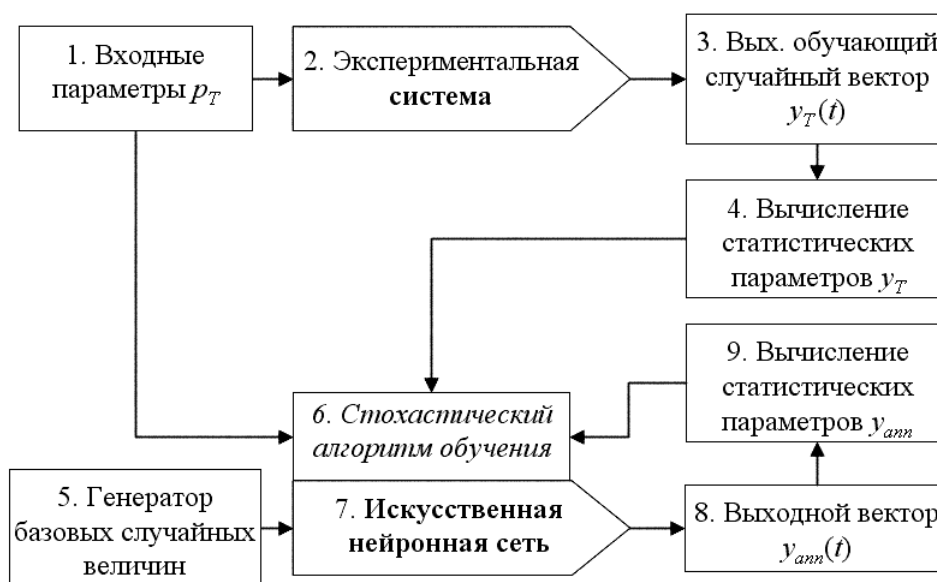 1. Входные
параметры p_T
2. Экспериментальная
система
3. Вых. обучающий
случайный вектор
y_T(t)
4. Вычисление
статистических
параметров y_T
9. Вычисление
статистических
параметров y_ann
6. Стохастический
алгоритм обучения
5. Генератор
базовых случайных
величин
7. Искусственная
нейронная сеть
8. Выходной вектор
y_ann(t)